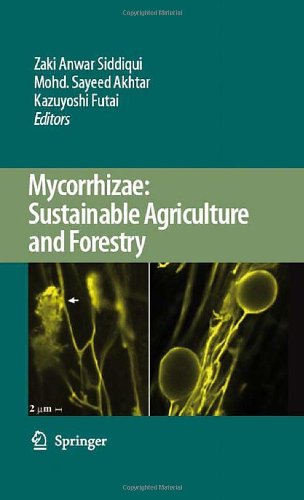 Zaki Anwar Siddiqui
Mohd. Sayeed Akhtar
Kazuyoshi Futai
Editors
Mycorrhizae:
Sustainable Agriculture
and Forestry
2 µm
Springer